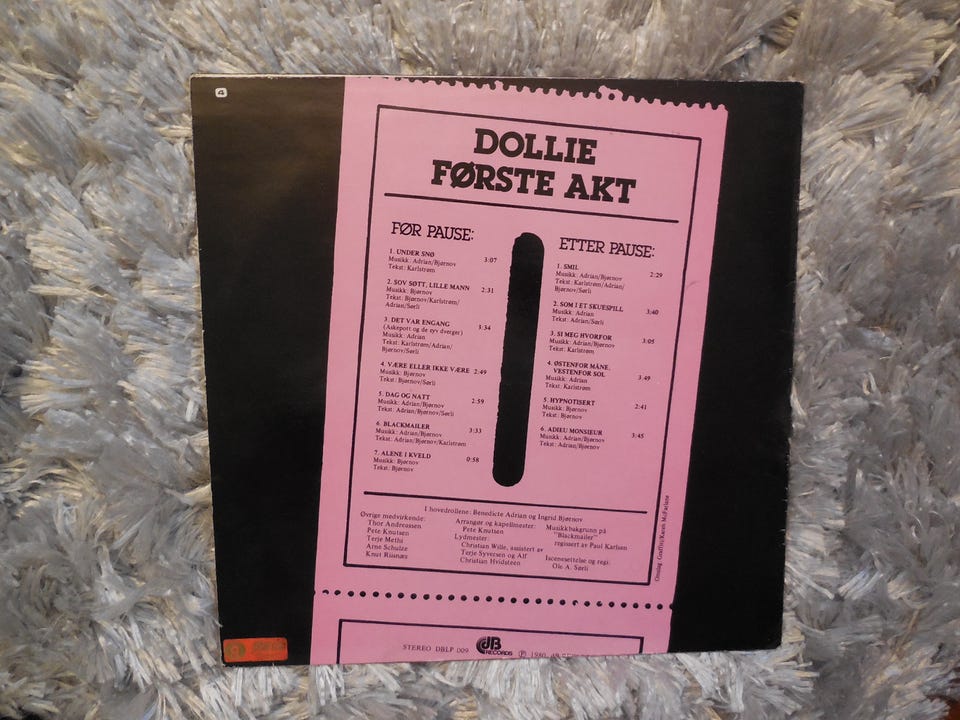 4
DOLLIE
FØRSTE AKT
FØR PAUSE:
1. UNDER SNØ 3:07
Musikk: Adrian/Bjørnov
Tekst: Karlstrøm
2. SOV SØTT, LILLE MANN 2:31
Musikk: Bjørnov
Tekst: Bjørnov/Karlstrøm/
Adrian/Sørli
3. DET VAR ENGANG 3:34
(Askepott og de syv dverger)
Musikk: Adrian
Tekst: Karlstrøm/Adrian/
Bjørnov/Sørli
4. VÆRE ELLER IKKE VÆRE 2:49
Musikk: Bjørnov
Tekst: Bjørnov/Sørli
5. DAG OG NATT 2:59
Musikk: Adrian/Bjørnov
Tekst: Adrian/Bjørnov/Sørli
6. BLACKMAILER 3:33
Musikk: Adrian/Bjørnov
Tekst: Adrian/Bjørnov/Karlstrøm
7. ALENE I KVELD 0:58
Musikk: Bjørnov
Tekst: Bjørnov
ETTER PAUSE:
1. SMIL 2:29
Musikk: Adrian/Bjørnov
Tekst: Karlstrøm/Adrian/
Bjørnov/Sørli
2. SOM I ET SKUESPILL 3:40
Musikk: Adrian
Tekst: Adrian/Sørli
3. SI MEG HVORFOR 3:05
Musikk: Adrian/Bjørnov
Tekst: Karlstrøm
4. ØSTENFOR MÅNE,
VESTENFOR SOL 3:49
Musikk: Adrian
Tekst: Karlstrøm
5. HYPNOTISERT 2:41
Musikk: Bjørnov
Tekst: Bjørnov
6. ADIEU MONSIEUR 3:45
Musikk: Adrian/Bjørnov
Tekst: Adrian/Bjørnov
I hovedrollene: Benedicte Adrian og Ingrid Bjørnov
Øvrige medvirkende:
Thor Andreassen
Pete Knutsen
Terje Methi
Arne Schulze
Knut Riisnæs
Arrangør og kapellmester:
Pete Knutsen
Lydmester:
Christian Wille, assistert av
Terje Syversen og Alf
Christian Hvidsteen
Musikkbakgrunn på
"Blackmailer"
regissert av Paul Karlsen
Iscenesettelse og regi:
Ole A. Sørli
Omslag: Graffiti/Karen McFarlane
STEREO DBLP 009 dB RECORDS Ⓟ 1980